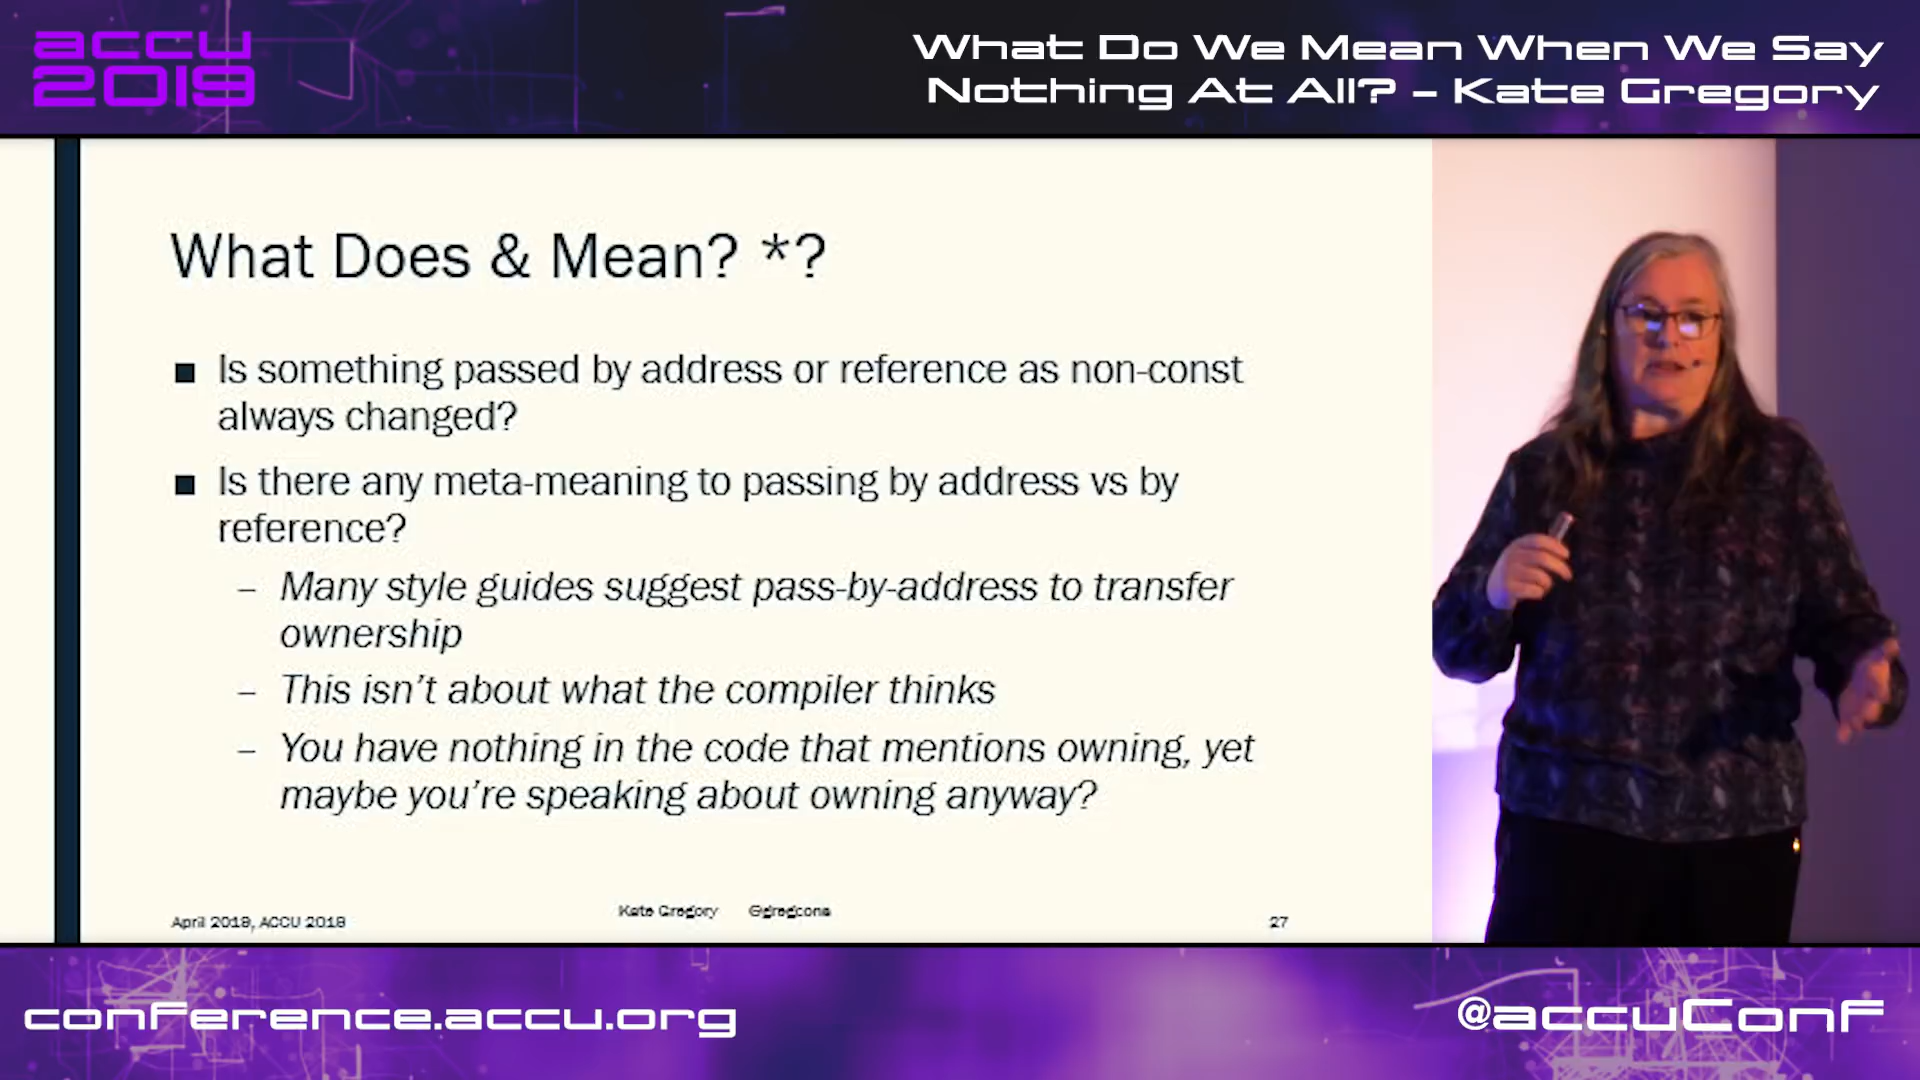 accu
2019
What Do We Mean When We Say
Nothing At All? – Kate Gregory
What Does & Mean? *?
■ Is something passed by address or reference as non-const
always changed?
■ Is there any meta-meaning to passing by address vs by
reference?
– Many style guides suggest pass-by-address to transfer
ownership
– This isn't about what the compiler thinks
– You have nothing in the code that mentions owning, yet
maybe you're speaking about owning anyway?
April 2019, ACCU 2019
Kate Gregory @gregcons
27
conference.accu.org
@accuConf